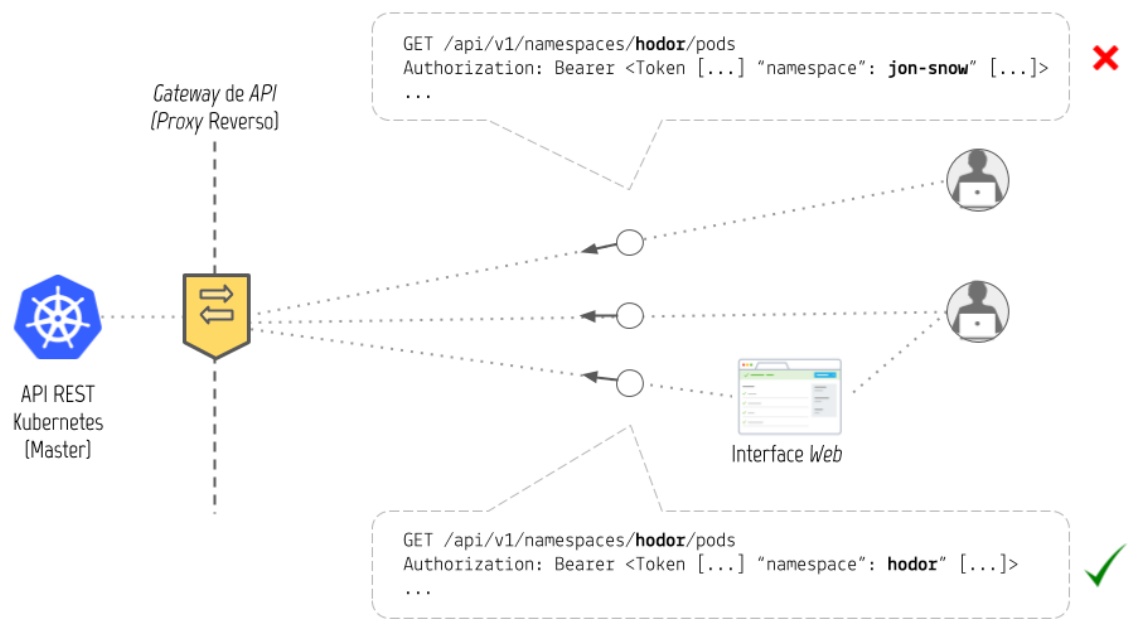 GET /api/v1/namespaces/hodor/pods
Authorization: Bearer <Token [...] “namespace”: jon-snow” [...]>
...
Gateway de API
(Proxy Reverso)
API REST
Kubernetes
(Master)
Interface Web
GET /api/v1/namespaces/hodor/pods
Authorization: Bearer <Token [...] “namespace”: hodor” [...]>
...